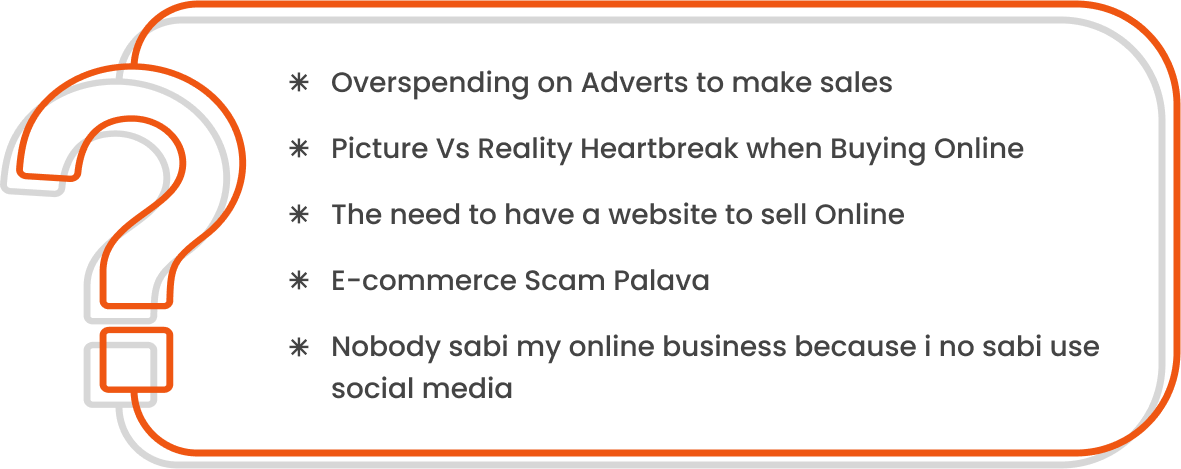 Overspending on Adverts to make sales
Picture Vs Reality Heartbreak when Buying Online
The need to have a website to sell Online
E-commerce Scam Palava
Nobody sabi my online business because i no sabi use
social media